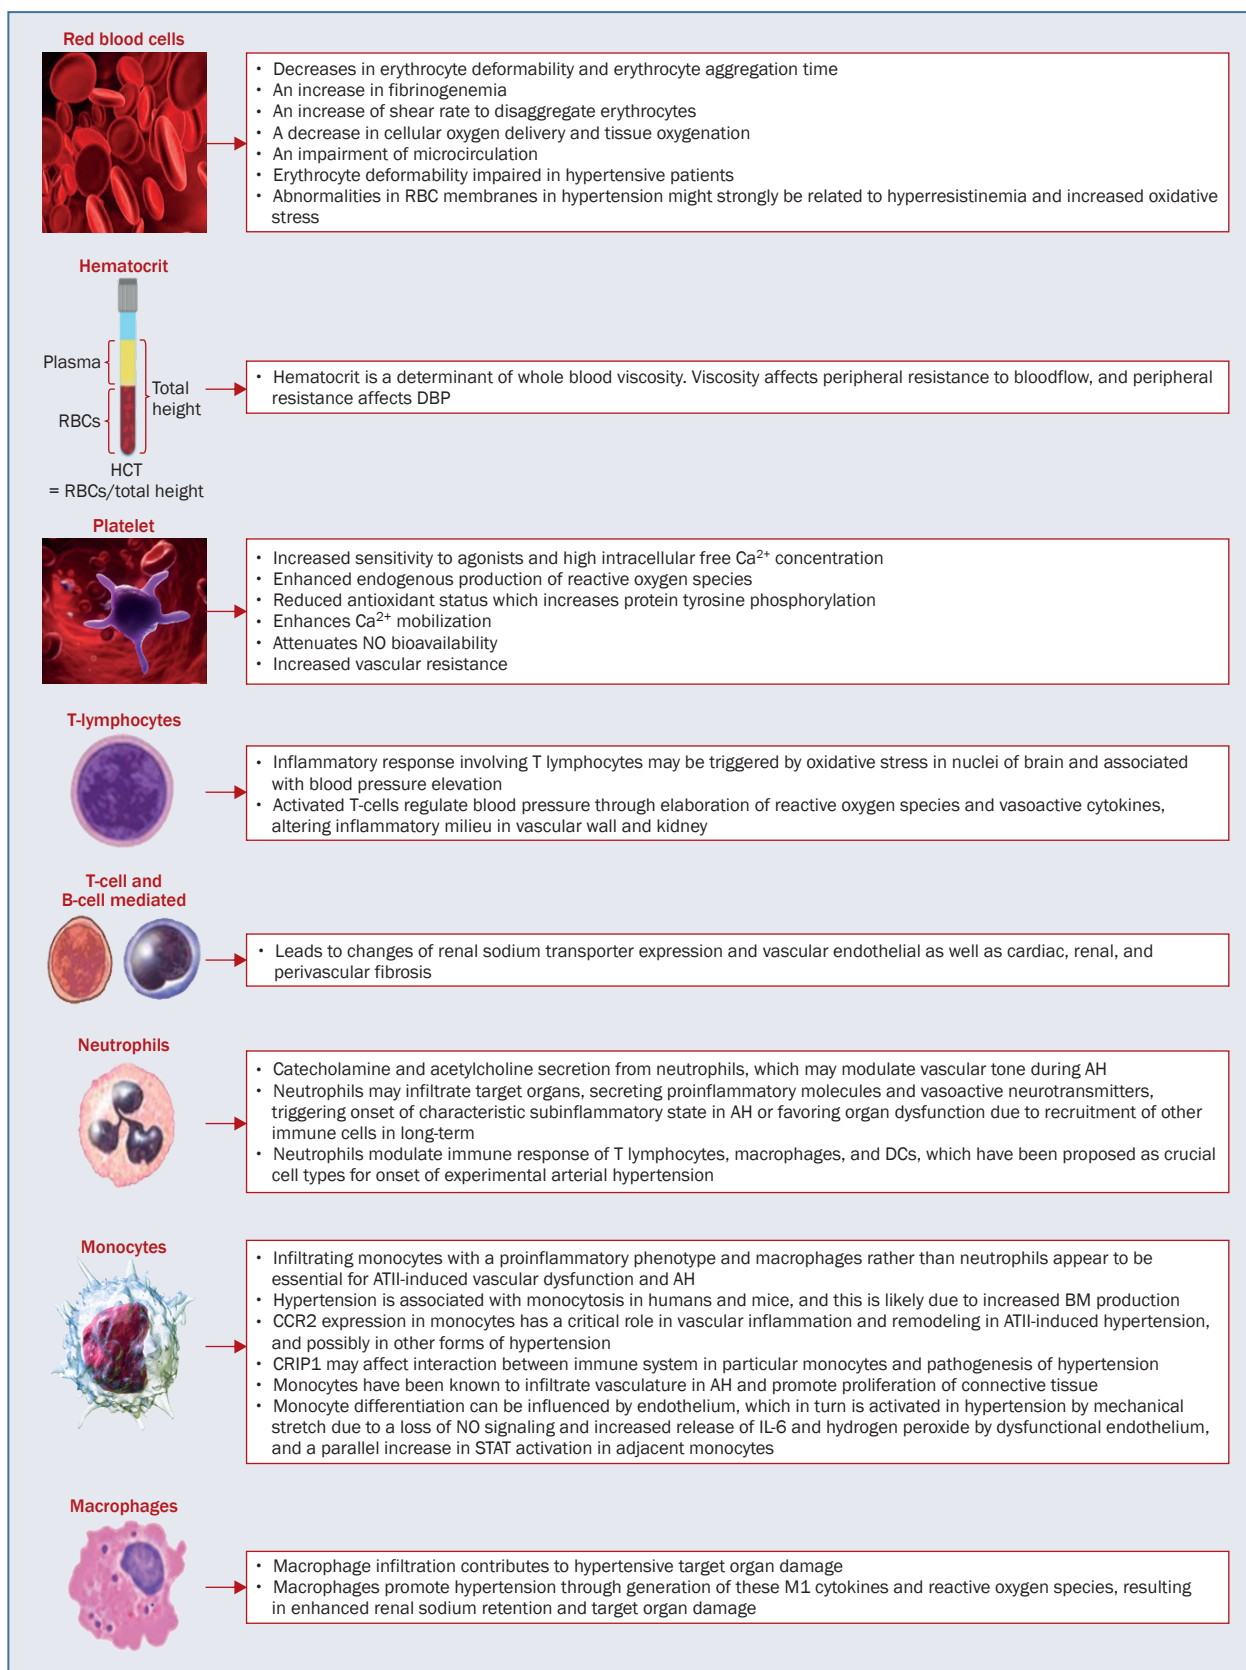 Red blood cells
• Decreases in erythrocyte deformability and erythrocyte aggregation time
• An increase in fibrinogenemia
• An increase of shear rate to disaggregate erythrocytes
• A decrease in cellular oxygen delivery and tissue oxygenation
• An impairment of microcirculation
• Erythrocyte deformability impaired in hypertensive patients
• Abnormalities in RBC membranes in hypertension might strongly be related to hyperresistinemia and increased oxidative
stress
Hematocrit
Plasma
RBCs
Total
height
HCT
= RBCs/total height
• Hematocrit is a determinant of whole blood viscosity. Viscosity affects peripheral resistance to bloodflow, and peripheral
resistance affects DBP
Platelet
• Increased sensitivity to agonists and high intracellular free Ca²⁺ concentration
• Enhanced endogenous production of reactive oxygen species
• Reduced antioxidant status which increases protein tyrosine phosphorylation
• Enhances Ca²⁺ mobilization
• Attenuates NO bioavailability
• Increased vascular resistance
T-lymphocytes
• Inflammatory response involving T lymphocytes may be triggered by oxidative stress in nuclei of brain and associated
with blood pressure elevation
• Activated T-cells regulate blood pressure through elaboration of reactive oxygen species and vasoactive cytokines,
altering inflammatory milieu in vascular wall and kidney
T-cell and
B-cell mediated
• Leads to changes of renal sodium transporter expression and vascular endothelial as well as cardiac, renal, and
perivascular fibrosis
Neutrophils
• Catecholamine and acetylcholine secretion from neutrophils, which may modulate vascular tone during AH
• Neutrophils may infiltrate target organs, secreting proinflammatory molecules and vasoactive neurotransmitters,
triggering onset of characteristic subinflammatory state in AH or favoring organ dysfunction due to recruitment of other
immune cells in long-term
• Neutrophils modulate immune response of T lymphocytes, macrophages, and DCs, which have been proposed as crucial
cell types for onset of experimental arterial hypertension
Monocytes
• Infiltrating monocytes with a proinflammatory phenotype and macrophages rather than neutrophils appear to be
essential for ATII-induced vascular dysfunction and AH
• Hypertension is associated with monocytosis in humans and mice, and this is likely due to increased BM production
• CCR2 expression in monocytes has a critical role in vascular inflammation and remodeling in ATII-induced hypertension,
and possibly in other forms of hypertension
• CRIP1 may affect interaction between immune system in particular monocytes and pathogenesis of hypertension
• Monocytes have been known to infiltrate vasculature in AH and promote proliferation of connective tissue
• Monocyte differentiation can be influenced by endothelium, which in turn is activated in hypertension by mechanical
stretch due to a loss of NO signaling and increased release of IL-6 and hydrogen peroxide by dysfunctional endothelium,
and a parallel increase in STAT activation in adjacent monocytes
Macrophages
• Macrophage infiltration contributes to hypertensive target organ damage
• Macrophages promote hypertension through generation of these M1 cytokines and reactive oxygen species, resulting
in enhanced renal sodium retention and target organ damage